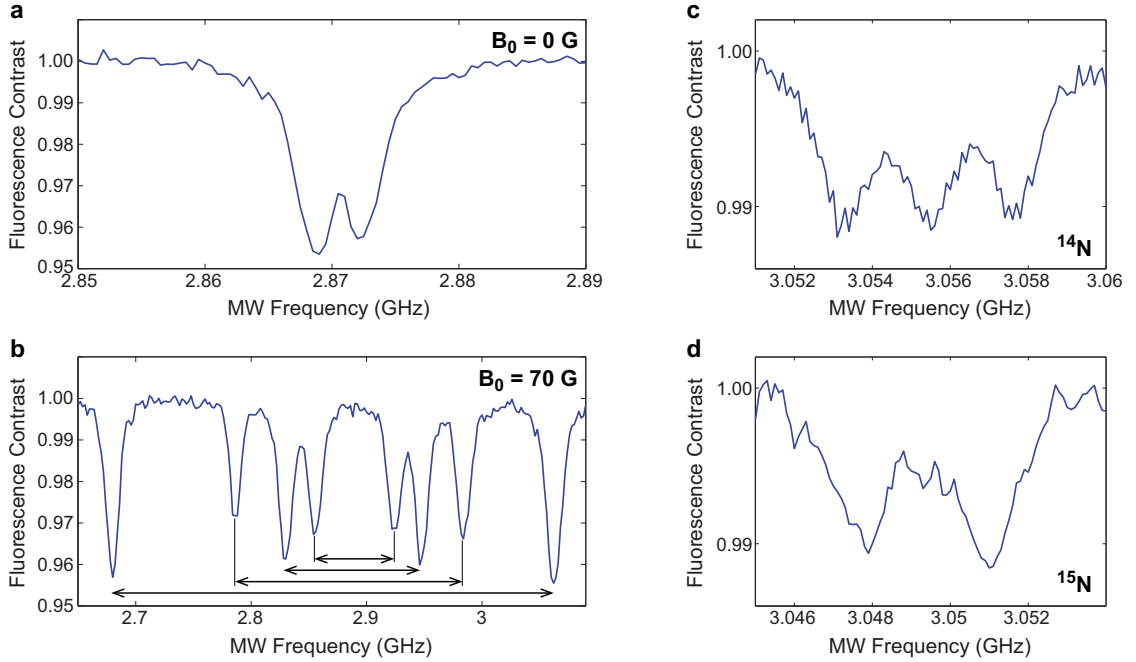 a
B0 = 0 G
1.00
0.99
0.98
0.97
0.96
0.95
Fluorescence Contrast
2.85
2.86
2.87
2.88
2.89
MW Frequency (GHz)
b
B0 = 70 G
1.00
0.99
0.98
0.97
0.96
0.95
Fluorescence Contrast
2.7
2.8
2.9
3
MW Frequency (GHz)
c
1.00
0.99
Fluorescence Contrast
14N
3.052
3.054
3.056
3.058
3.06
MW Frequency (GHz)
d
1.00
0.99
Fluorescence Contrast
15N
3.046
3.048
3.05
3.052
MW Frequency (GHz)